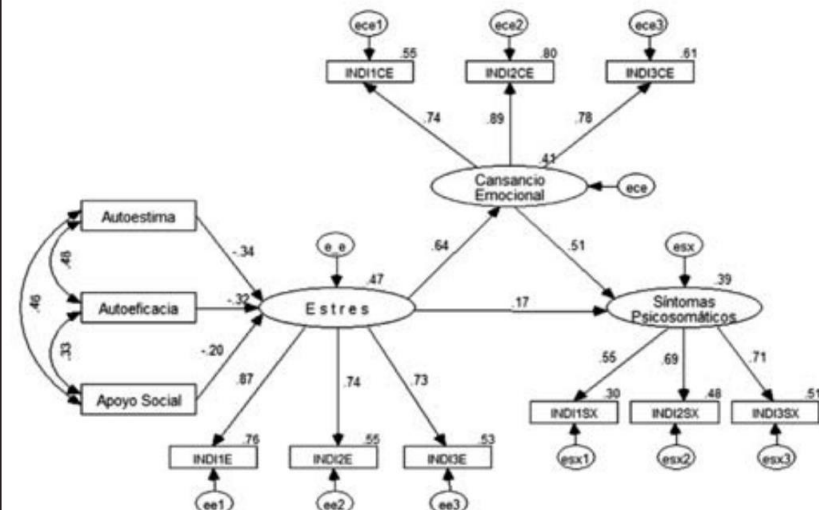 ece1
ece2
ece3
.55
.80
.61
INDI1CE
INDI2CE
INDI3CE
.74
.89
.78
.41
Cansancio
Emocional
ece
Autoestima
-.34
e_e
.64
.51
esx
.48
.47
.39
.46
Autoeficacia
-.32
Estres
.17
Síntomas
Psicosomáticos
.33
-.20
Apoyo Social
.87
.74
.73
.55
.69
.71
.76
.55
.53
.30
.48
.51
INDI1E
INDI2E
INDI3E
INDI1SX
INDI2SX
INDI3SX
ee1
ee2
ee3
esx1
esx2
esx3